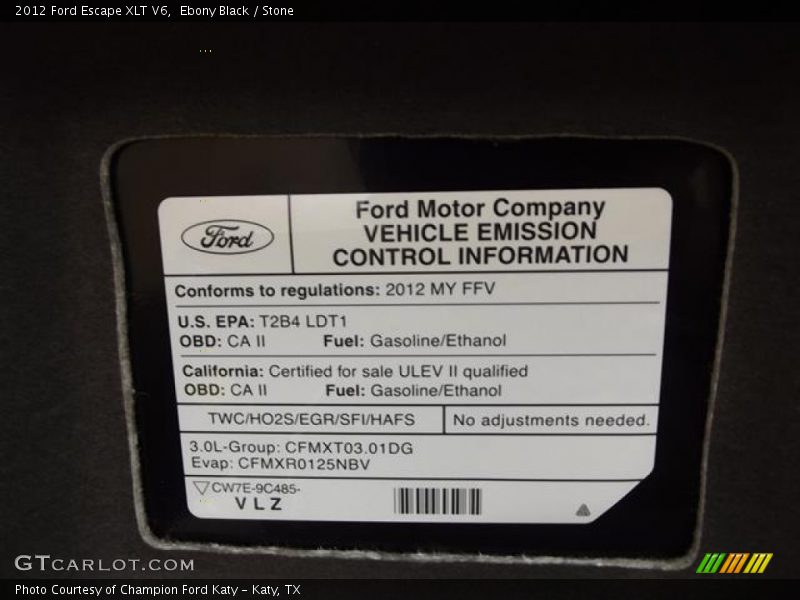 2012 Ford Escape XLT V6,  Ebony Black / Stone
Ford
Ford Motor Company
VEHICLE EMISSION
CONTROL INFORMATION
Conforms to regulations: 2012 MY FFV
U.S. EPA: T2B4 LDT1
OBD: CA II Fuel: Gasoline/Ethanol
California: Certified for sale ULEV II qualified
OBD: CA II Fuel: Gasoline/Ethanol
TWC/HO2S/EGR/SFI/HAFS No adjustments needed.
3.0L-Group: CFMXT03.01DG
Evap: CFMXR0125NBV
CW7E-9C485-
VLZ
GTCARLOT.COM
Photo Courtesy of Champion Ford Katy – Katy, TX